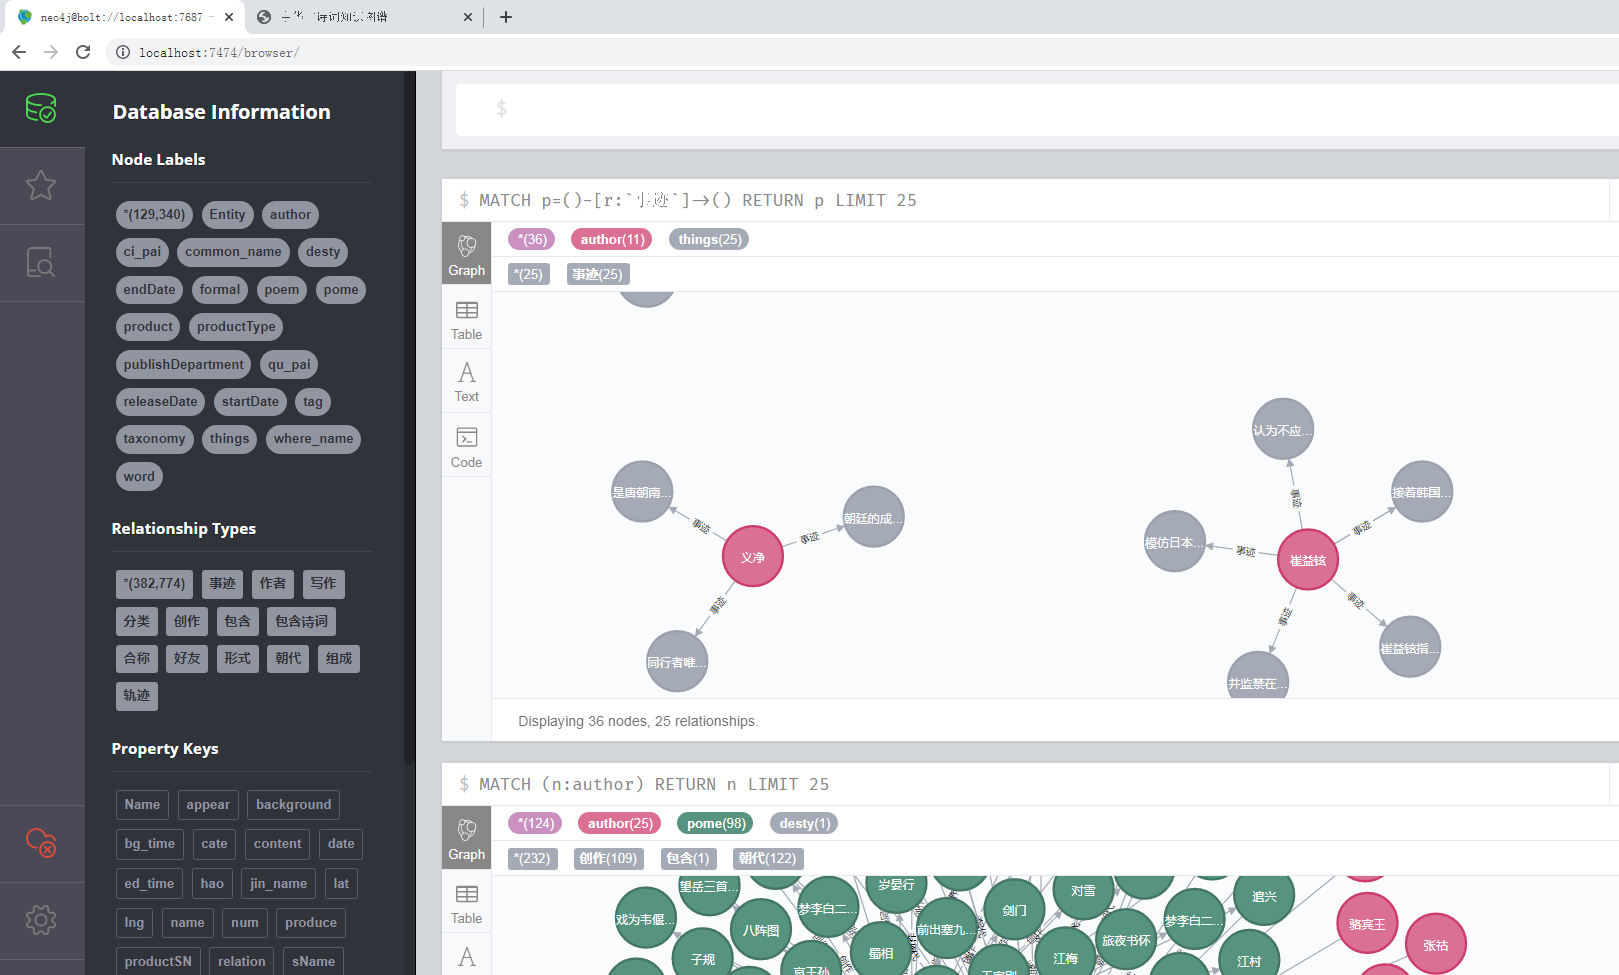 neo4j@bolt://localhost:7687 -
localhost:7474/browser/
Database Information
Node Labels
*(129,340) Entity author
ci_pai common_name desty
endDate formal poem pome
product productType
publishDepartment qu_pai
releaseDate startDate tag
taxonomy things where_name
word
Relationship Types
*(382,774) 事迹 作者 写作
分类 创作 包含 包含诗词
合称 好友 形式 朝代 组成
轨迹
Property Keys
Name appear background
bg_time cate content date
ed_time hao jin_name lat
lng name num produce
productSN relation sName
$
$ MATCH p=()-[r:`事迹`]->() RETURN p LIMIT 25
Graph
Table
Text
Code
*(36) author(11) things(25)
*(25) 事迹(25)
是唐朝南...
朝廷的成...
义净
同行者唯...
事迹
事迹
事迹
认为不应...
接着韩国...
模仿日本...
崔益铉
崔益铉指...
并监禁在...
事迹
事迹
事迹
事迹
事迹
Displaying 36 nodes, 25 relationships.
$ MATCH (n:author) RETURN n LIMIT 25
Graph
Table
*(124) author(25) pome(98) desty(1)
*(232) 创作(109) 包含(1) 朝代(122)
望岳三首...
岁晏行
对雪
遣兴
戏为韦偃...
梦李白二...
剑门
梦李白二...
骆宾王
八阵图
前出塞九...
旅夜书怀
张祜
子规
蜀相
江梅
江村
哀王孙